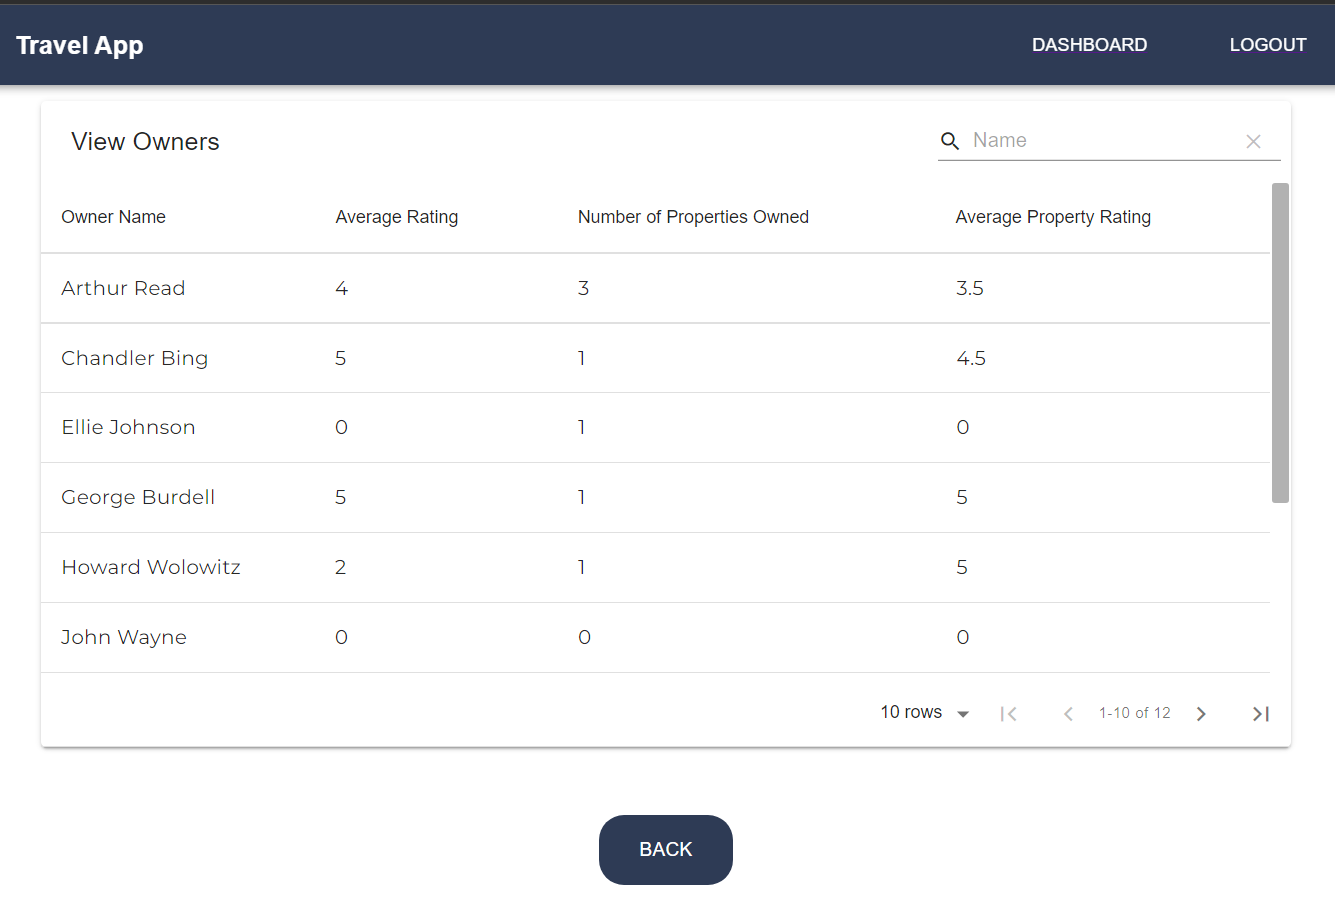 Travel App DASHBOARD LOGOUT
View Owners Name
Owner Name Average Rating Number of Properties Owned Average Property Rating
Arthur Read 4 3 3.5
Chandler Bing 5 1 4.5
Ellie Johnson 0 1 0
George Burdell 5 1 5
Howard Wolowitz 2 1 5
John Wayne 0 0 0
10 rows 1-10 of 12
BACK